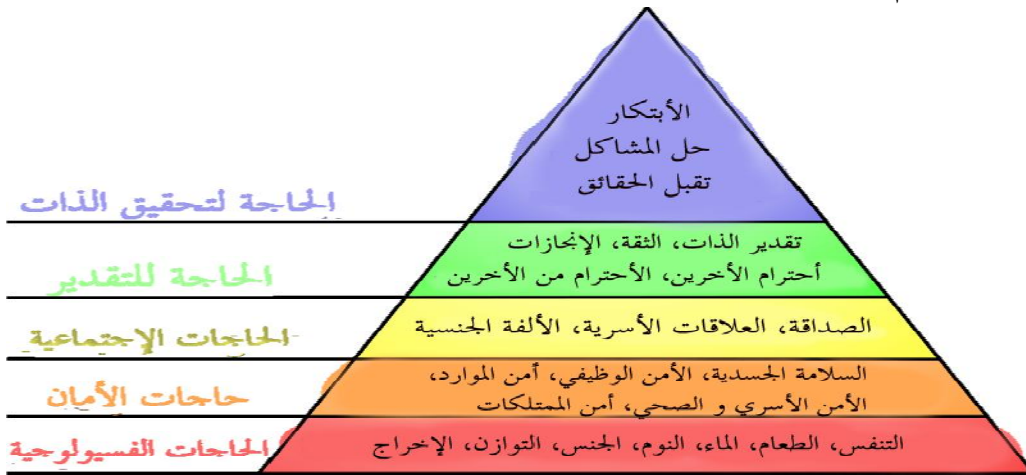 الأبتكار
حل المشاكل
تقبل الحقائق
الحاجة لتحقيق الذات
تقدير الذات، الثقة، الإنجازات
أحترام الأخرين، الأحترام من الأخرين
الحاجة للتقدير
الصداقة، العلاقات الأسرية، الألفة الجنسية
الحاجات الإجتماعية
السلامة الجسدية، الأمن الوظيفي، أمن الموارد،
الأمن الأسري و الصحي، أمن الممتلكات
حاجات الأمان
التنفس، الطعام، الماء، النوم، الجنس، التوازن، الإخراج
الحاجات الفسيولوجية